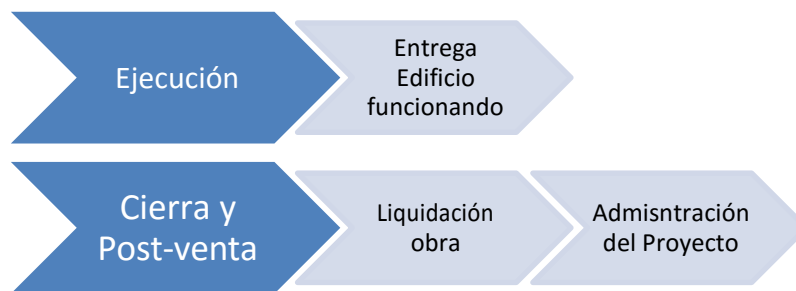 Ejecución
Entrega
Edificio
funcionando
Cierra y
Post-venta
Liquidación
obra
Admisntración
del Proyecto